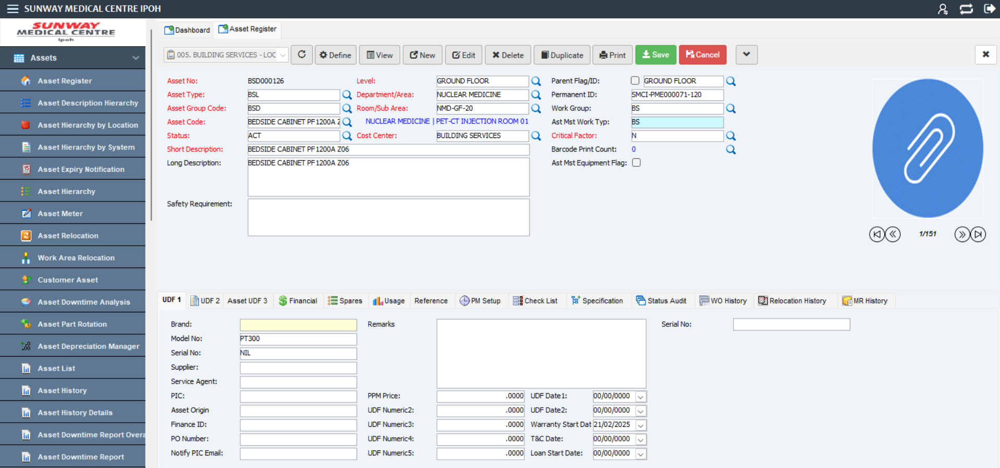 SUNWAY MEDICAL CENTRE IPOH
SUNWAY
MEDICAL CENTRE
Ipoh
Assets
Asset Register
Asset Description Hierarchy
Asset Hierarchy by Location
Asset Hierarchy by System
Asset Expiry Notification
Asset Hierarchy
Asset Meter
Asset Relocation
Work Area Relocation
Customer Asset
Asset Downtime Analysis
Asset Part Rotation
Asset Depreciation Manager
Asset List
Asset History
Asset History Details
Asset Downtime Report Overa
Asset Downtime Report
Dashboard Asset Register
005. BUILDING SERVICES - LOC Define View New Edit Delete Duplicate Print Save Cancel
Asset No: BSD000126 Level: GROUND FLOOR Parent Flag/ID: GROUND FLOOR
Asset Type: BSL Department/Area: NUCLEAR MEDICINE Permanent ID: SMCI-PME000071-120
Asset Group Code: BSD Room/Sub Area: NMD-GF-20 Work Group: BS
Asset Code: BEDSIDE CABINET PF1200A Z NUCLEAR MEDICINE | PET-CT INJECTION ROOM 01 Ast Mst Work Typ: BS
Status: ACT Cost Center: BUILDING SERVICES Critical Factor: N
Short Description: BEDSIDE CABINET PF1200A Z06 Barcode Print Count: 0
Long Description: BEDSIDE CABINET PF1200A Z06 Ast Mst Equipment Flag:
Safety Requirement:
1/151
UDF 1 UDF 2 Asset UDF 3 Financial Spares Usage Reference PM Setup Check List Specification Status Audit WO History Relocation History MR History
Brand: Remarks Serial No:
Model No: PT300
Serial No: NIL
Supplier:
Service Agent:
PIC: PPM Price: .0000 UDF Date1: 00/00/0000
Asset Origin UDF Numeric2: .0000 UDF Date2: 00/00/0000
Finance ID: UDF Numeric3: .0000 Warranty Start Dat 21/02/2025
PO Number: UDF Numeric4: .0000 T&C Date: 00/00/0000
Notify PIC Email: UDF Numeric5: .0000 Loan Start Date: 00/00/0000